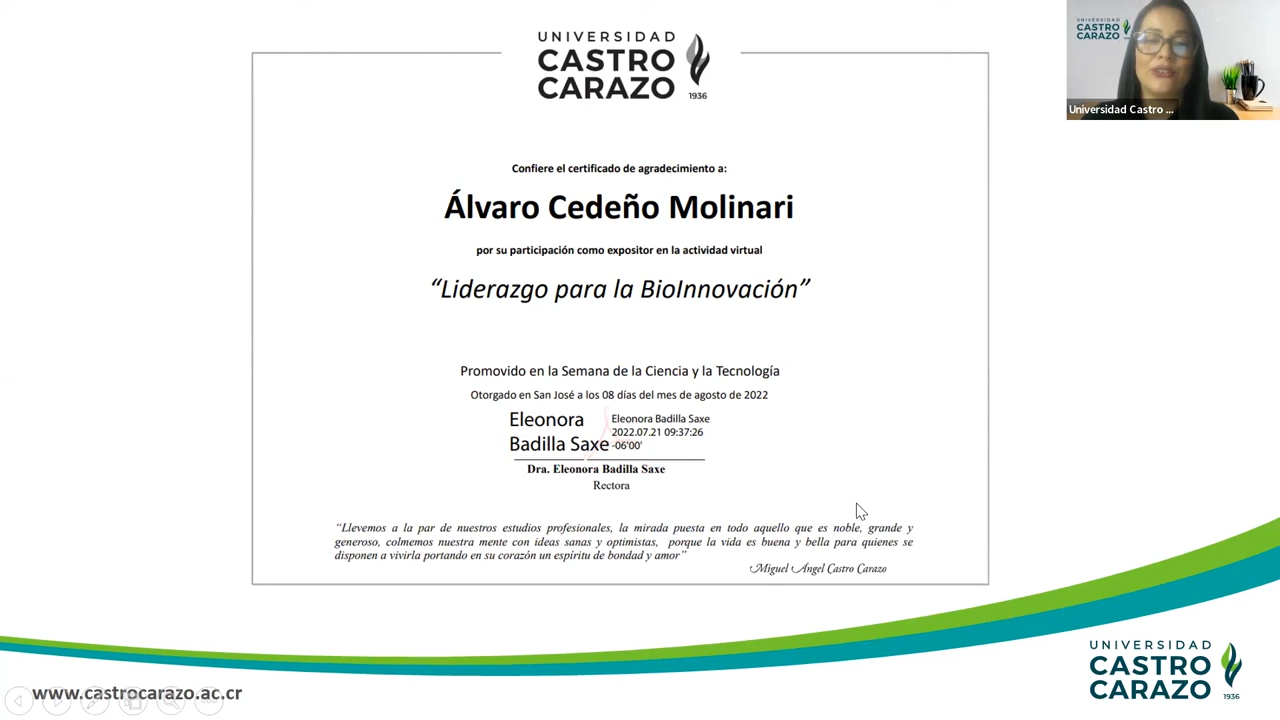 UNIVERSIDAD
CASTRO
CARAZO
1936
UNIVERSIDAD
CASTRO
CARAZO
Universidad Castro ...
Confiere el certificado de agradecimiento a:
Álvaro Cedeño Molinari
por su participación como expositor en la actividad virtual
“Liderazgo para la BioInnovación”
Promovido en la Semana de la Ciencia y la Tecnología
Otorgado en San José a los 08 días del mes de agosto de 2022
Eleonora
Badilla Saxe
Eleonora Badilla Saxe
2022.07.21 09:37:26
-06'00'
Dra. Eleonora Badilla Saxe
Rectora
“Llevemos a la par de nuestros estudios profesionales, la mirada puesta en todo aquello que es noble, grande y
generoso, colmemos nuestra mente con ideas sanas y optimistas, porque la vida es buena y bella para quienes se
disponen a vivirla portando en su corazón un espíritu de bondad y amor”
Miguel Ángel Castro Carazo
www.castrocarazo.ac.cr
UNIVERSIDAD
CASTRO
CARAZO
1936